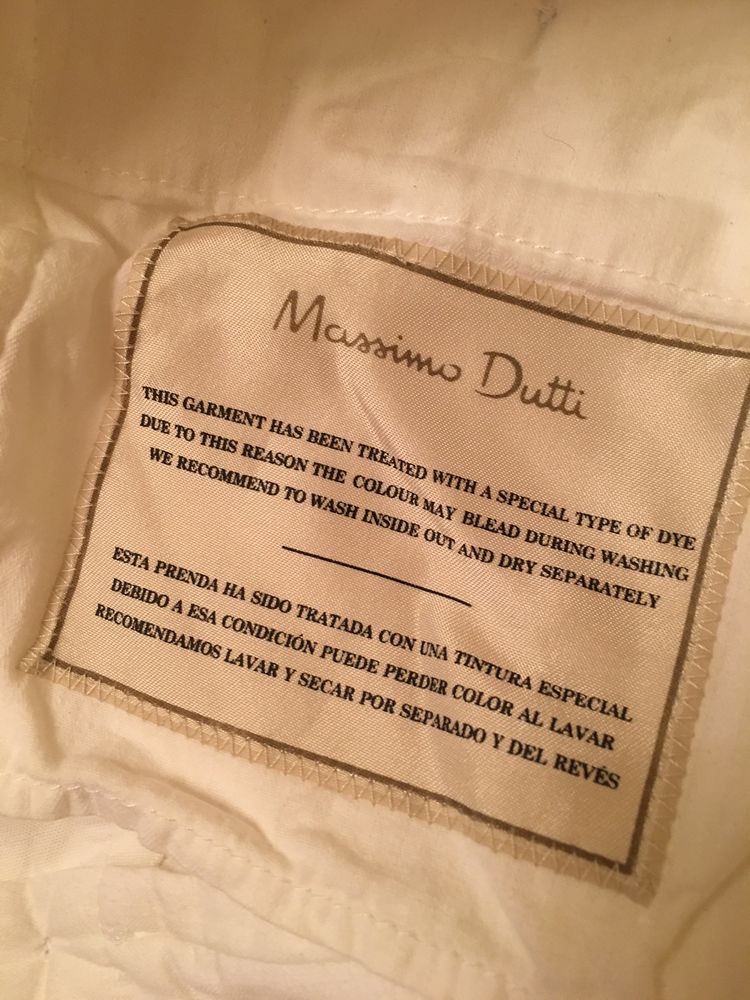 Massimo Dutti
THIS GARMENT HAS BEEN TREATED WITH A SPECIAL TYPE OF DYE
DUE TO THIS REASON THE COLOUR MAY BLEAD DURING WASHING
WE RECOMMEND TO WASH INSIDE OUT AND DRY SEPARATELY
ESTA PRENDA HA SIDO TRATADA CON UNA TINTURA ESPECIAL
DEBIDO A ESA CONDICIÓN PUEDE PERDER COLOR AL LAVAR
RECOMENDAMOS LAVAR Y SECAR POR SEPARADO Y DEL REVÉS